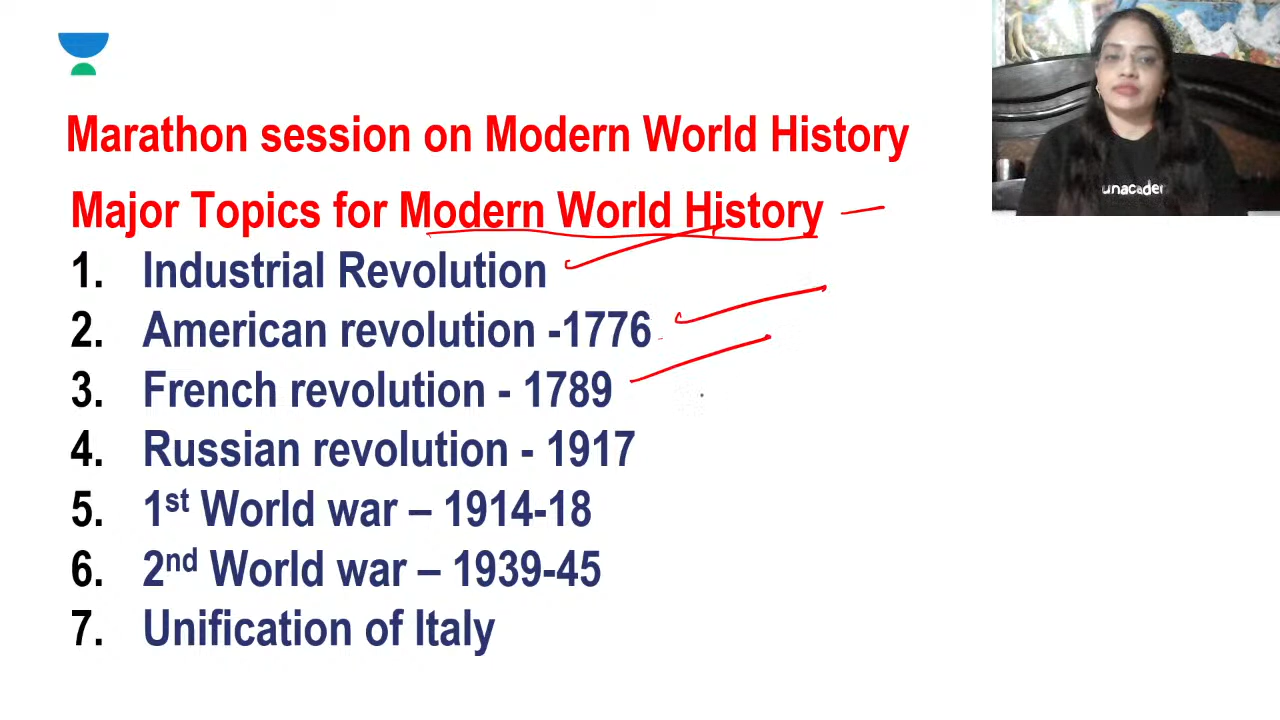 Marathon session on Modern World History
Major Topics for Modern World History
1. Industrial Revolution
2. American revolution -1776
3. French revolution - 1789
4. Russian revolution - 1917
5. 1st World war – 1914-18
6. 2nd World war – 1939-45
7. Unification of Italy
unacadem